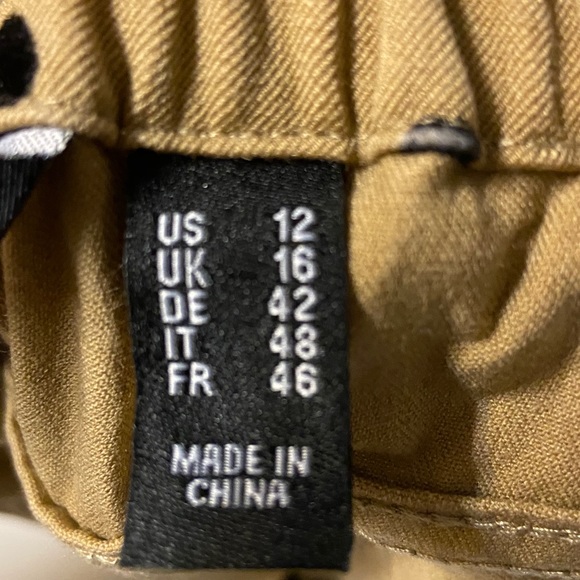 US 12
UK 16
DE 42
IT 48
FR 46
MADE IN
CHINA